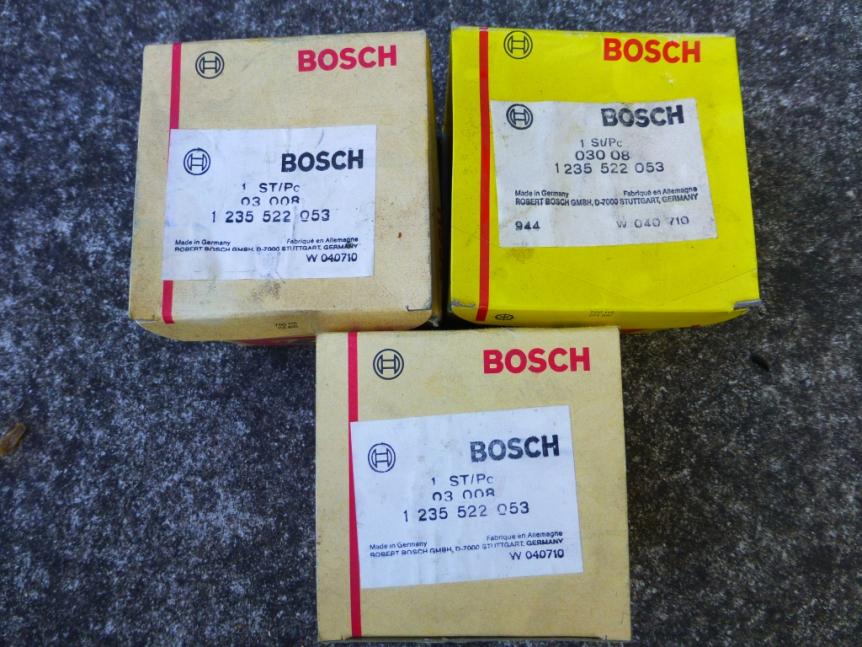 BOSCH
BOSCH
1 ST/Pc
03 008
1 235 522 053
Made in Germany Fabriqué en Allemagne
ROBERT BOSCH GMBH, D-7000 STUTTGART, GERMANY
W 040710
BOSCH
BOSCH
1 St/Pc
030 08
1 235 522 053
Made in Germany Fabriqué en Allemagne
ROBERT BOSCH GMBH, D-7000 STUTTGART, GERMANY
944 W 040 710
BOSCH
BOSCH
1 ST/Pc
03 008
1 235 522 053
Made in Germany Fabriqué en Allemagne
ROBERT BOSCH GMBH, D-7000 STUTTGART, GERMANY
W 040710